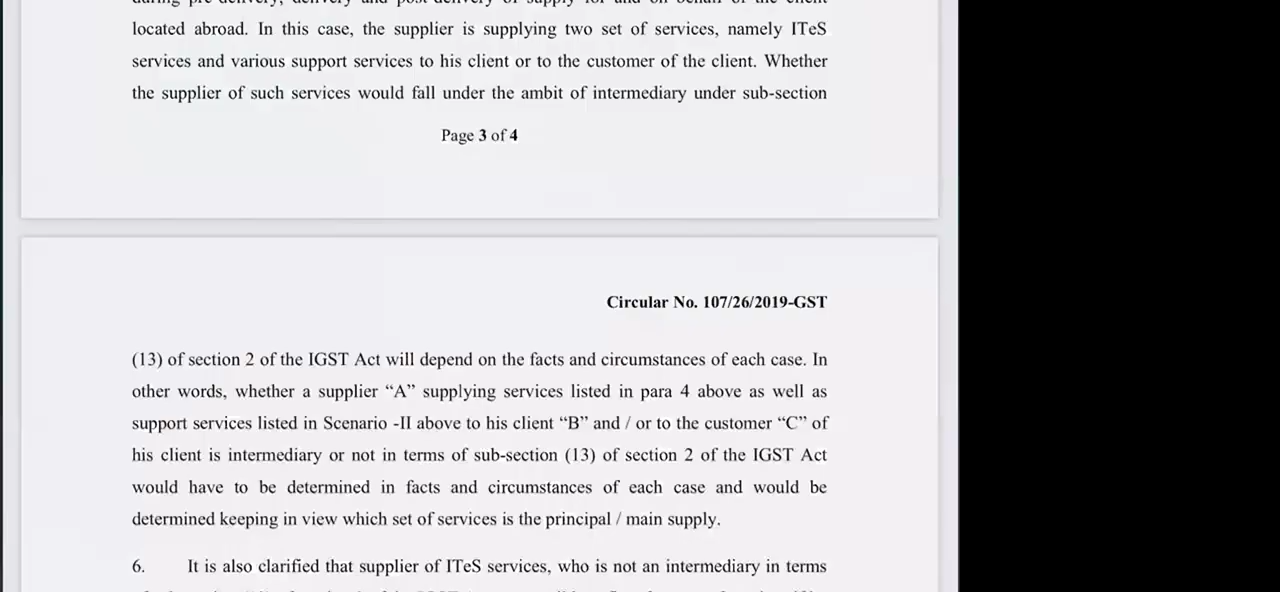 located abroad. In this case, the supplier is supplying two set of services, namely ITeS
services and various support services to his client or to the customer of the client. Whether
the supplier of such services would fall under the ambit of intermediary under sub-section
Page 3 of 4
Circular No. 107/26/2019-GST
(13) of section 2 of the IGST Act will depend on the facts and circumstances of each case. In
other words, whether a supplier “A” supplying services listed in para 4 above as well as
support services listed in Scenario -II above to his client “B” and / or to the customer “C” of
his client is intermediary or not in terms of sub-section (13) of section 2 of the IGST Act
would have to be determined in facts and circumstances of each case and would be
determined keeping in view which set of services is the principal / main supply.
6. It is also clarified that supplier of ITeS services, who is not an intermediary in terms